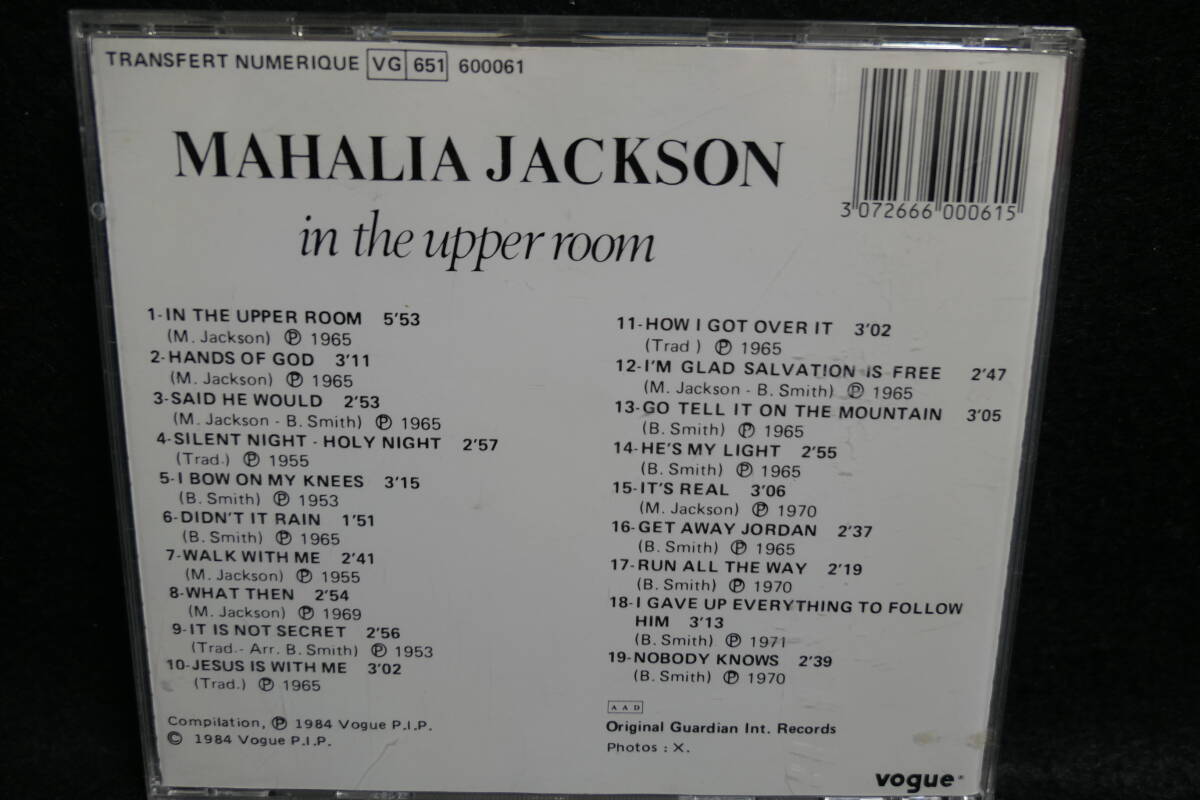 TRANSFERT NUMERIQUE VG 651 600061
3 072666 000615
MAHALIA JACKSON
in the upper room
1-IN THE UPPER ROOM 5'53
(M. Jackson) ℗ 1965
2-HANDS OF GOD 3'11
(M. Jackson) ℗ 1965
3-SAID HE WOULD 2'53
(M. Jackson - B. Smith) ℗ 1965
4-SILENT NIGHT - HOLY NIGHT 2'57
(Trad.) ℗ 1955
5-I BOW ON MY KNEES 3'15
(B. Smith) ℗ 1953
6-DIDN'T IT RAIN 1'51
(B. Smith) ℗ 1965
7-WALK WITH ME 2'41
(M. Jackson) ℗ 1955
8-WHAT THEN 2'54
(M. Jackson) ℗ 1969
9-IT IS NOT SECRET 2'56
(Trad.- Arr. B. Smith) ℗ 1953
10-JESUS IS WITH ME 3'02
(Trad.) ℗ 1965
11-HOW I GOT OVER IT 3'02
(Trad ) ℗ 1965
12-I'M GLAD SALVATION IS FREE 2'47
(M. Jackson - B. Smith) ℗ 1965
13-GO TELL IT ON THE MOUNTAIN 3'05
(B. Smith) ℗ 1965
14-HE'S MY LIGHT 2'55
(B. Smith) ℗ 1965
15-IT'S REAL 3'06
(M. Jackson) ℗ 1970
16-GET AWAY JORDAN 2'37
(B. Smith) ℗ 1965
17-RUN ALL THE WAY 2'19
(B. Smith) ℗ 1970
18-I GAVE UP EVERYTHING TO FOLLOW
HIM 3'13
(B. Smith) ℗ 1971
19-NOBODY KNOWS 2'39
(B. Smith) ℗ 1970
Compilation, ℗ 1984 Vogue P.I.P.
© 1984 Vogue P.I.P.
A A D
Original Guardian Int. Records
Photos : X.
vogue